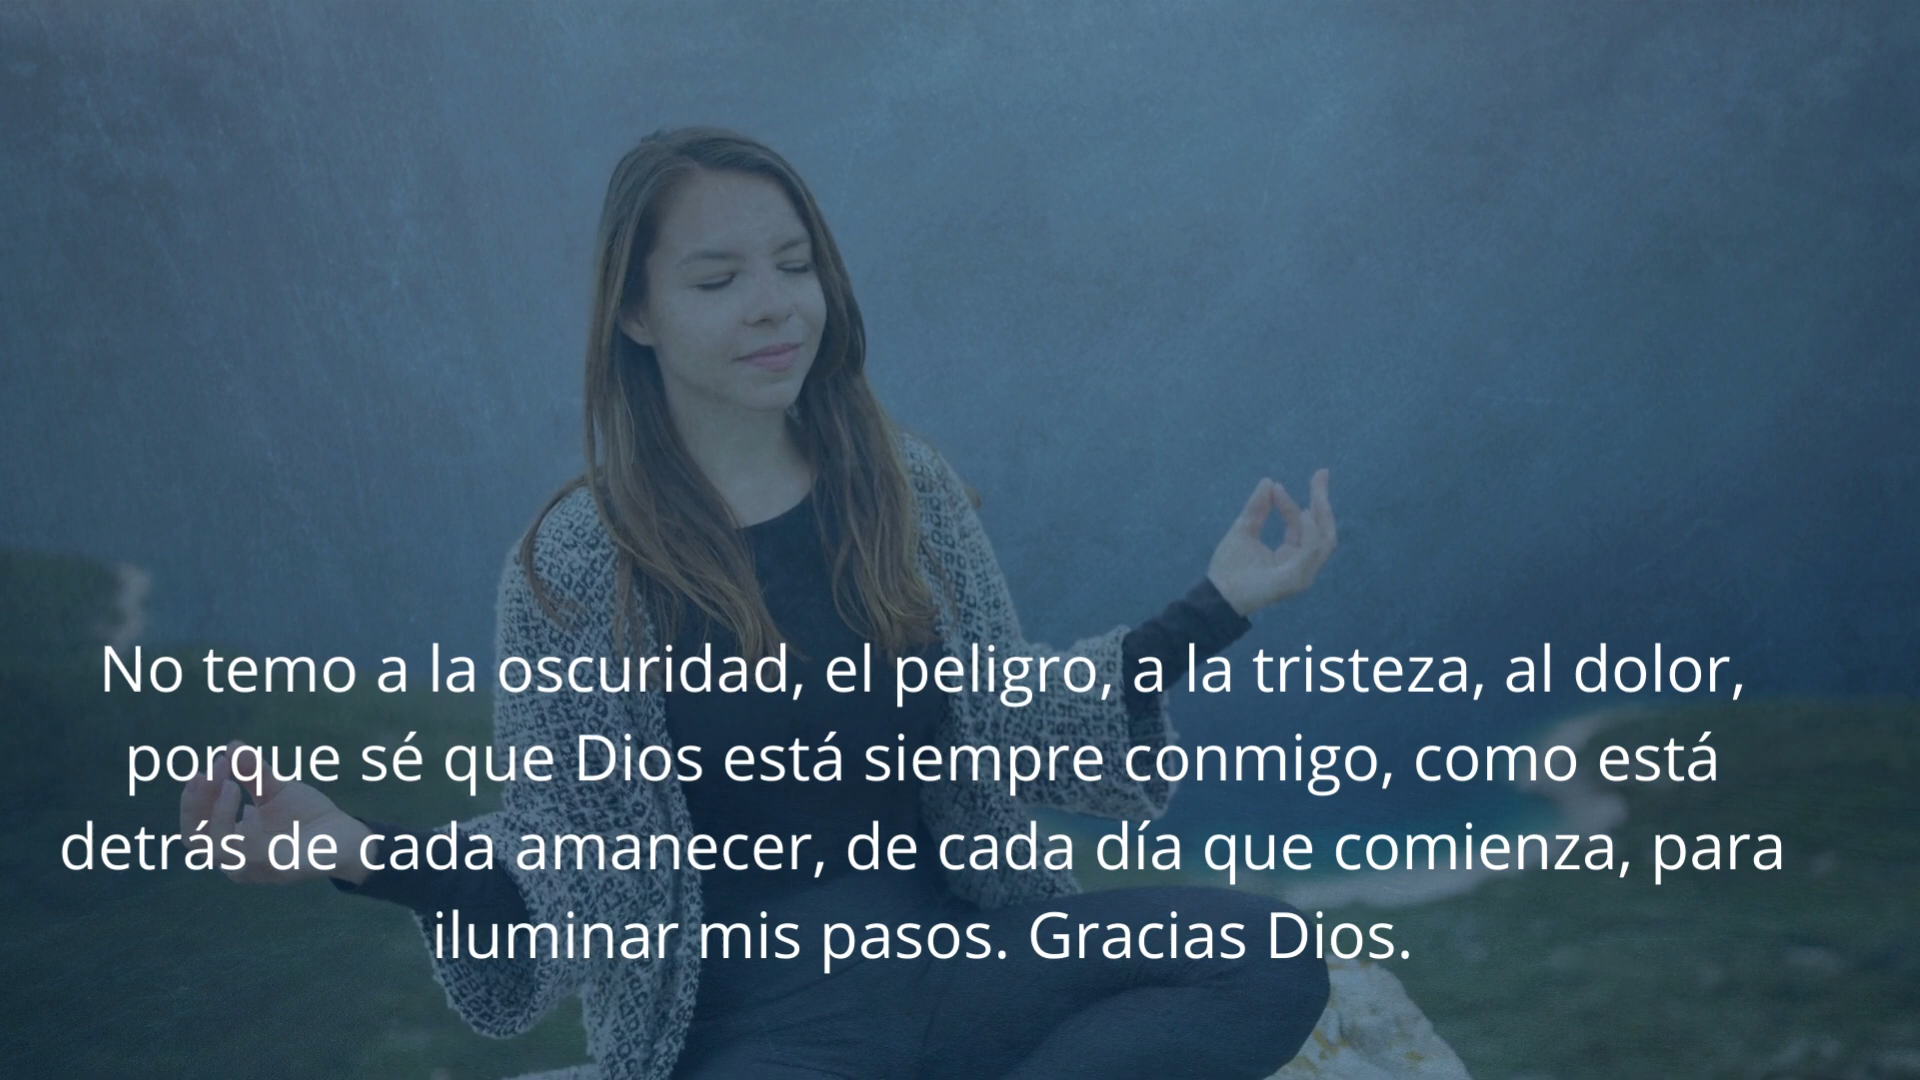 No temo a la oscuridad, el peligro, a la tristeza, al dolor,
porque sé que Dios está siempre conmigo, como está
detrás de cada amanecer, de cada día que comienza, para
iluminar mis pasos. Gracias Dios.